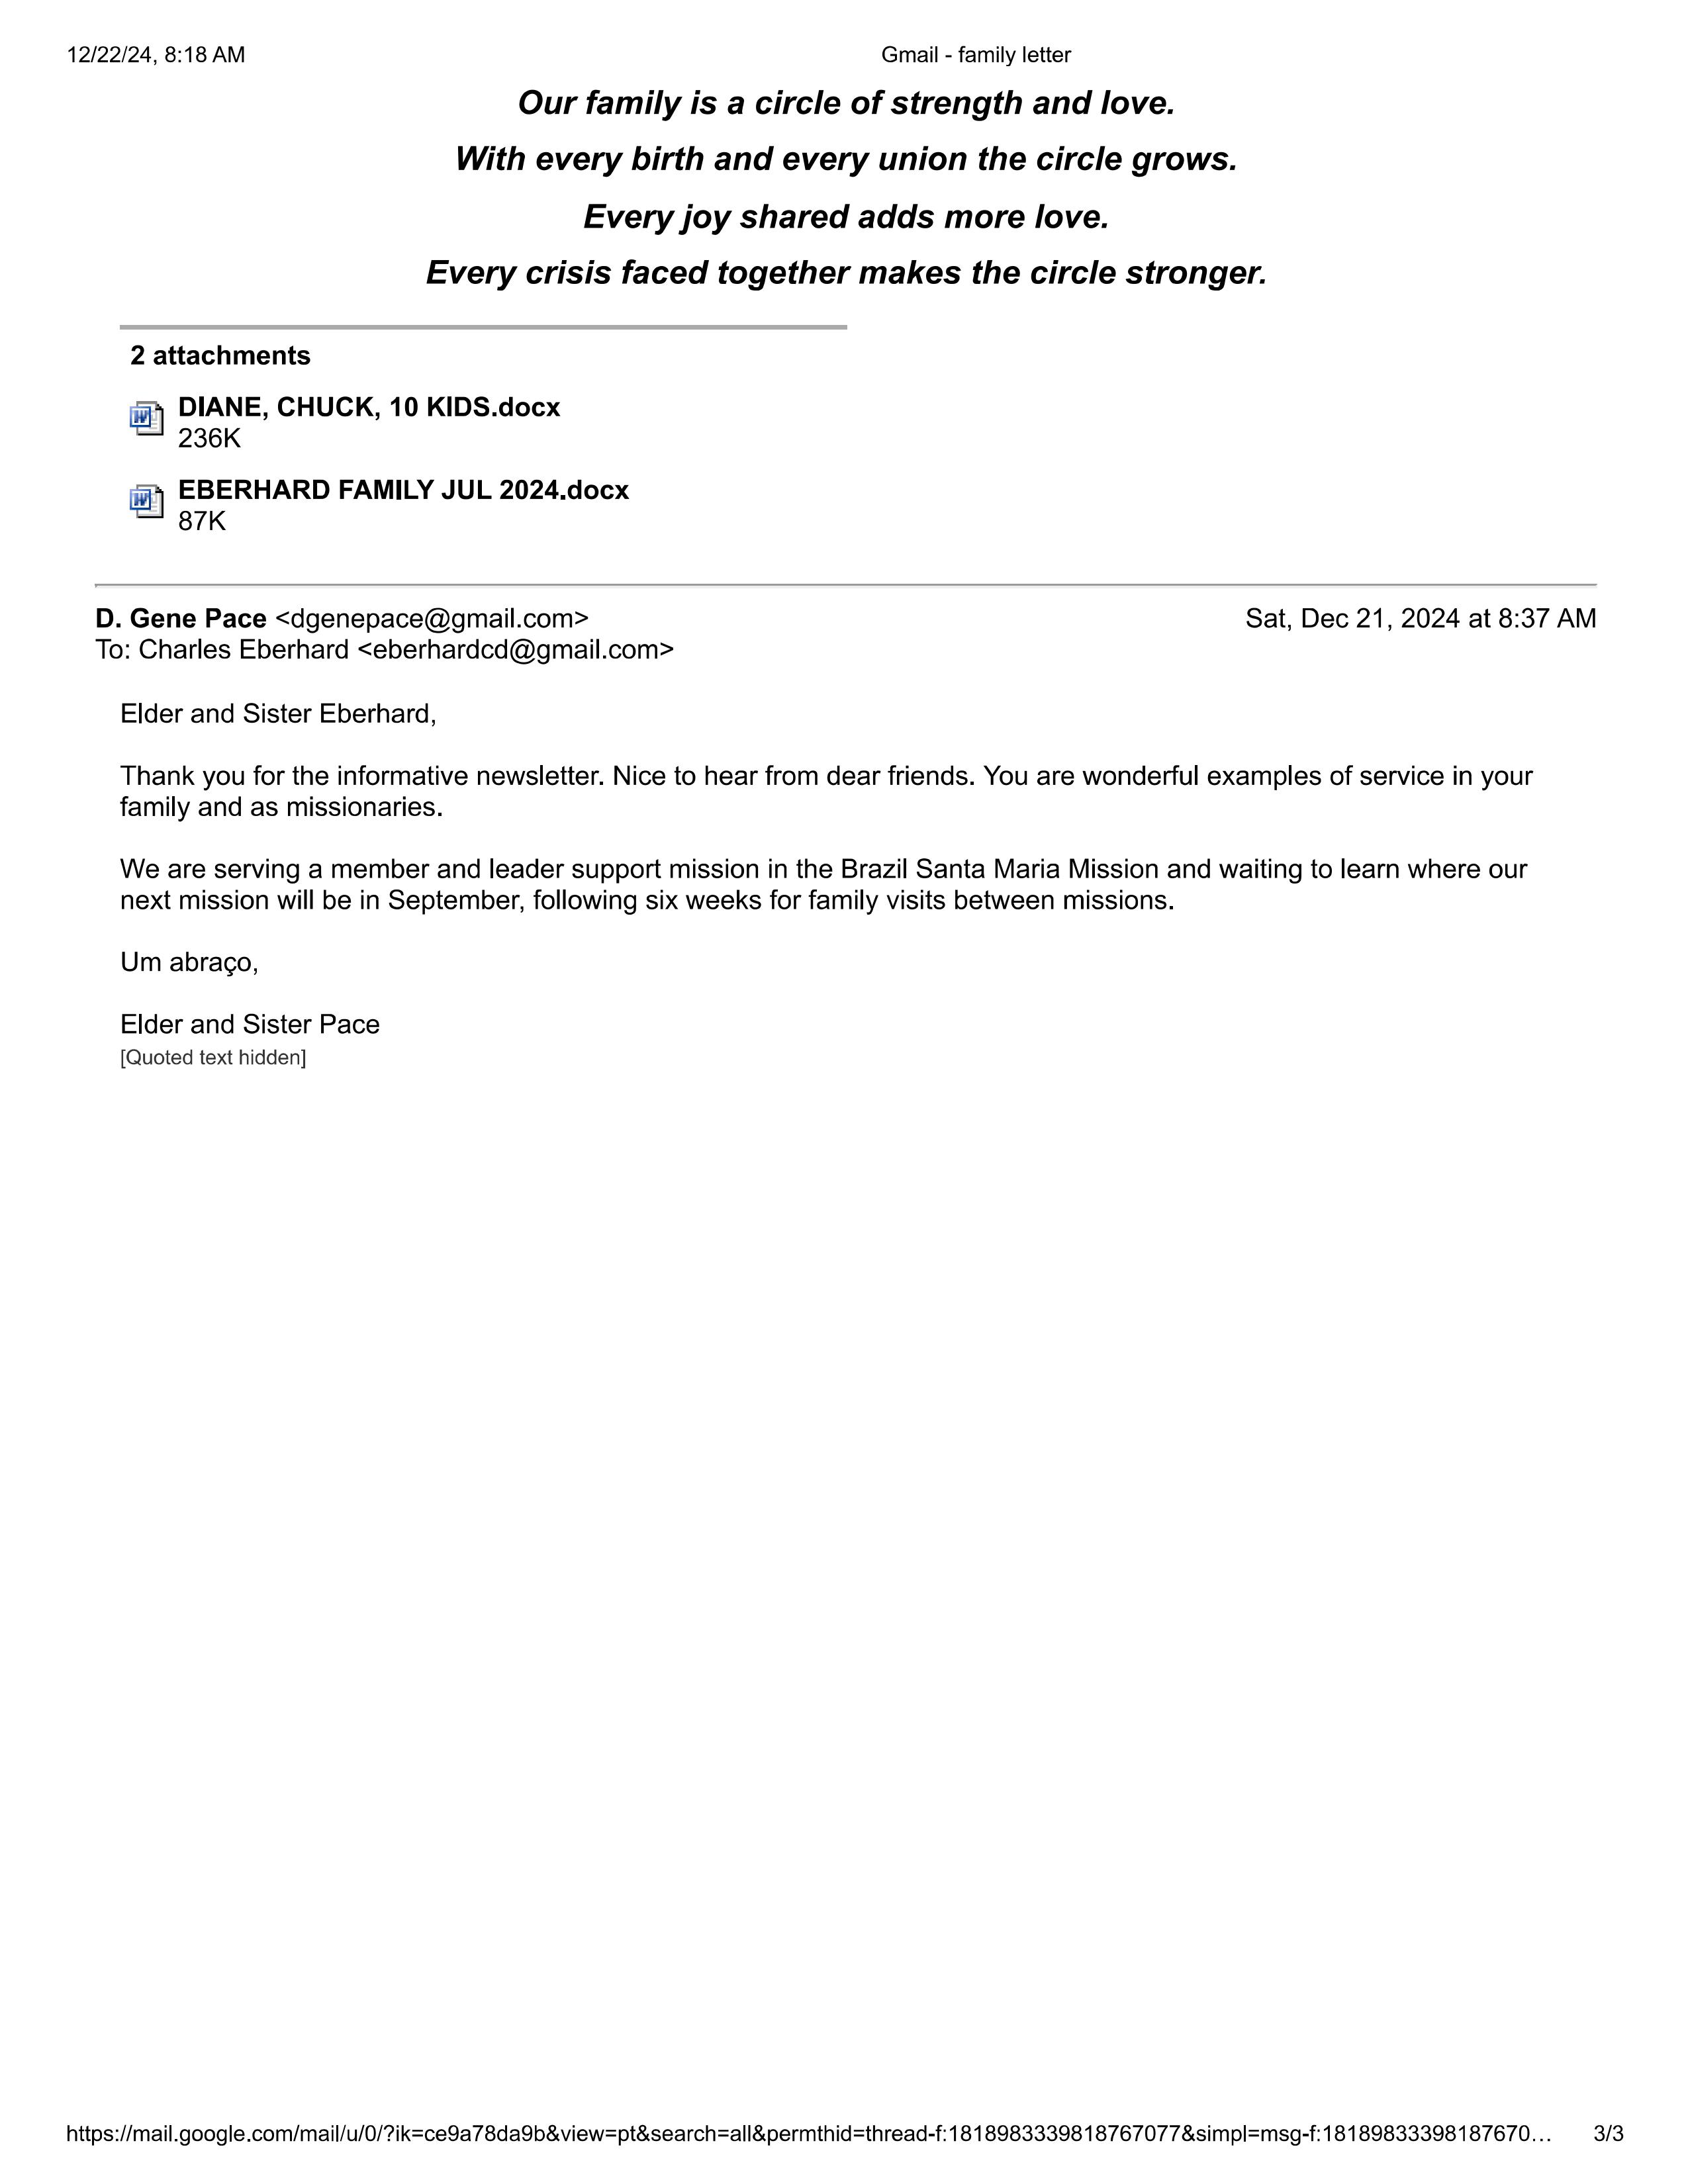 12/22/24, 8:18 AM
Gmail - family letter
Our family is a circle of strength and love.
With every birth and every union the circle grows.
Every joy shared adds more love.
Every crisis faced together makes the circle stronger.
2 attachments
DIANE, CHUCK, 10 KIDS.docx
236K
EBERHARD FAMILY JUL 2024.docx
87K
D. Gene Pace <dgenepace@gmail.com>
Sat, Dec 21, 2024 at 8:37 AM
To: Charles Eberhard <eberhardcd@gmail.com>
Elder and Sister Eberhard,
Thank you for the informative newsletter. Nice to hear from dear friends. You are wonderful examples of service in your
family and as missionaries.
We are serving a member and leader support mission in the Brazil Santa Maria Mission and waiting to learn where our
next mission will be in September, following six weeks for family visits between missions.
Um abraço,
Elder and Sister Pace
[Quoted text hidden]
https://mail.google.com/mail/u/0/?ik=ce9a78da9b&view=pt&search=all&permthid=thread-f:1818983339818767077&simpl=msg-f:18189833398187670…
3/3